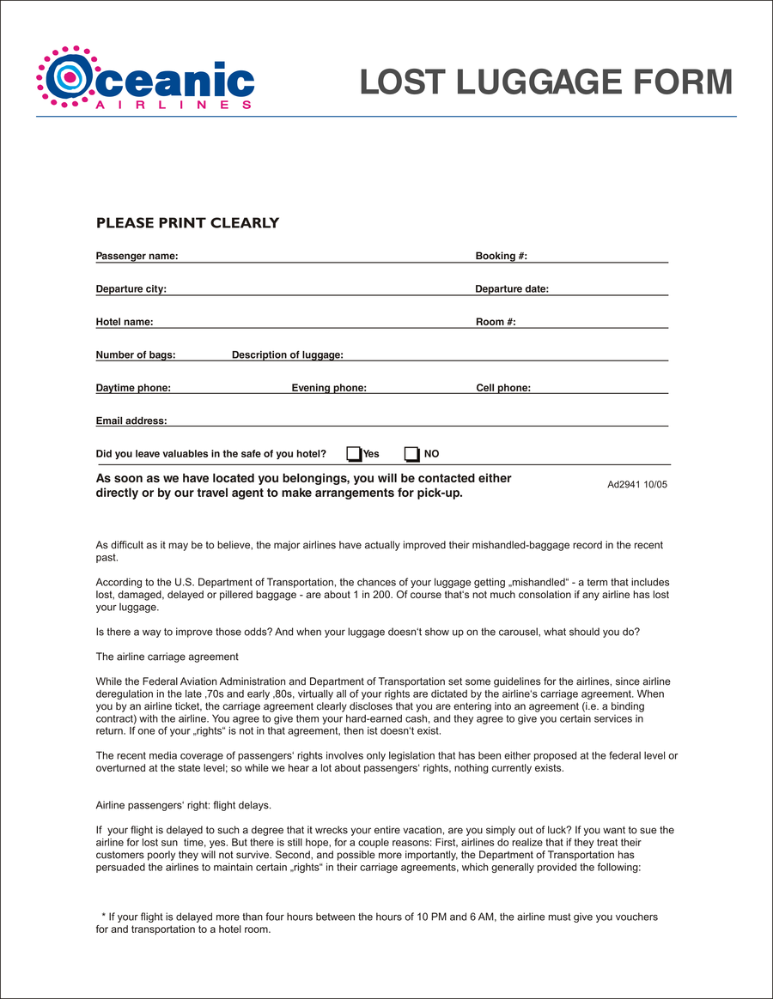 Oceanic
AIRLINES
LOST LUGGAGE FORM
PLEASE PRINT CLEARLY
Passenger name: Booking #:
Departure city: Departure date:
Hotel name: Room #:
Number of bags: Description of luggage:
Daytime phone: Evening phone: Cell phone:
Email address:
Did you leave valuables in the safe of you hotel? Yes NO
As soon as we have located you belongings, you will be contacted either
directly or by our travel agent to make arrangements for pick-up.
Ad2941 10/05
As difficult as it may be to believe, the major airlines have actually improved their mishandled-baggage record in the recent
past.
According to the U.S. Department of Transportation, the chances of your luggage getting „mishandled“ - a term that includes
lost, damaged, delayed or pillered baggage - are about 1 in 200. Of course that‘s not much consolation if any airline has lost
your luggage.
Is there a way to improve those odds? And when your luggage doesn‘t show up on the carousel, what should you do?
The airline carriage agreement
While the Federal Aviation Administration and Department of Transportation set some guidelines for the airlines, since airline
deregulation in the late ‚70s and early ‚80s, virtually all of your rights are dictated by the airline‘s carriage agreement. When
you by an airline ticket, the carriage agreement clearly discloses that you are entering into an agreement (i.e. a binding
contract) with the airline. You agree to give them your hard-earned cash, and they agree to give you certain services in
return. If one of your „rights“ is not in that agreement, then ist doesn‘t exist.
The recent media coverage of passengers‘ rights involves only legislation that has been either proposed at the federal level or
overturned at the state level; so while we hear a lot about passengers‘ rights, nothing currently exists.
Airline passengers‘ right: flight delays.
If your flight is delayed to such a degree that it wrecks your entire vacation, are you simply out of luck? If you want to sue the
airline for lost sun time, yes. But there is still hope, for a couple reasons: First, airlines do realize that if they treat their
customers poorly they will not survive. Second, and possible more importantly, the Department of Transportation has
persuaded the airlines to maintain certain „rights“ in their carriage agreements, which generally provided the following:
* If your flight is delayed more than four hours between the hours of 10 PM and 6 AM, the airline must give you vouchers
for and transportation to a hotel room.